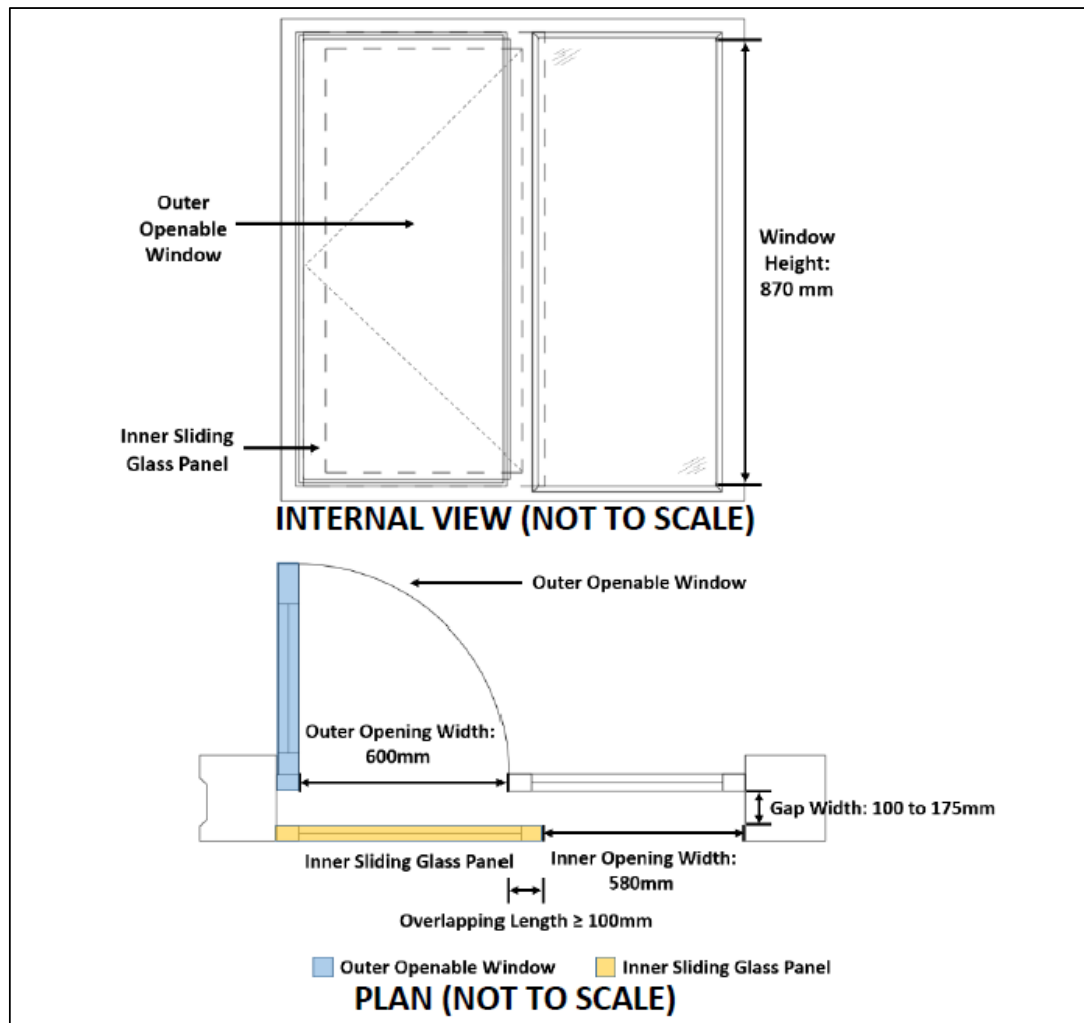 Outer
Openable
Window
Window
Height:
870 mm
Inner Sliding
Glass Panel
INTERNAL VIEW (NOT TO SCALE)
Outer Openable Window
Outer Opening Width:
600mm
Gap Width: 100 to 175mm
Inner Sliding Glass Panel
Inner Opening Width:
580mm
Overlapping Length ≥ 100mm
Outer Openable Window
Inner Sliding Glass Panel
PLAN (NOT TO SCALE)